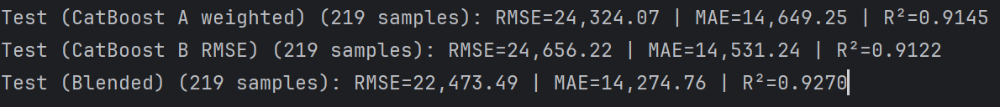 Test (CatBoost A weighted) (219 samples): RMSE=24,324.07 | MAE=14,649.25 | R²=0.9145
Test (CatBoost B RMSE) (219 samples): RMSE=24,656.22 | MAE=14,531.24 | R²=0.9122
Test (Blended) (219 samples): RMSE=22,473.49 | MAE=14,274.76 | R²=0.9270